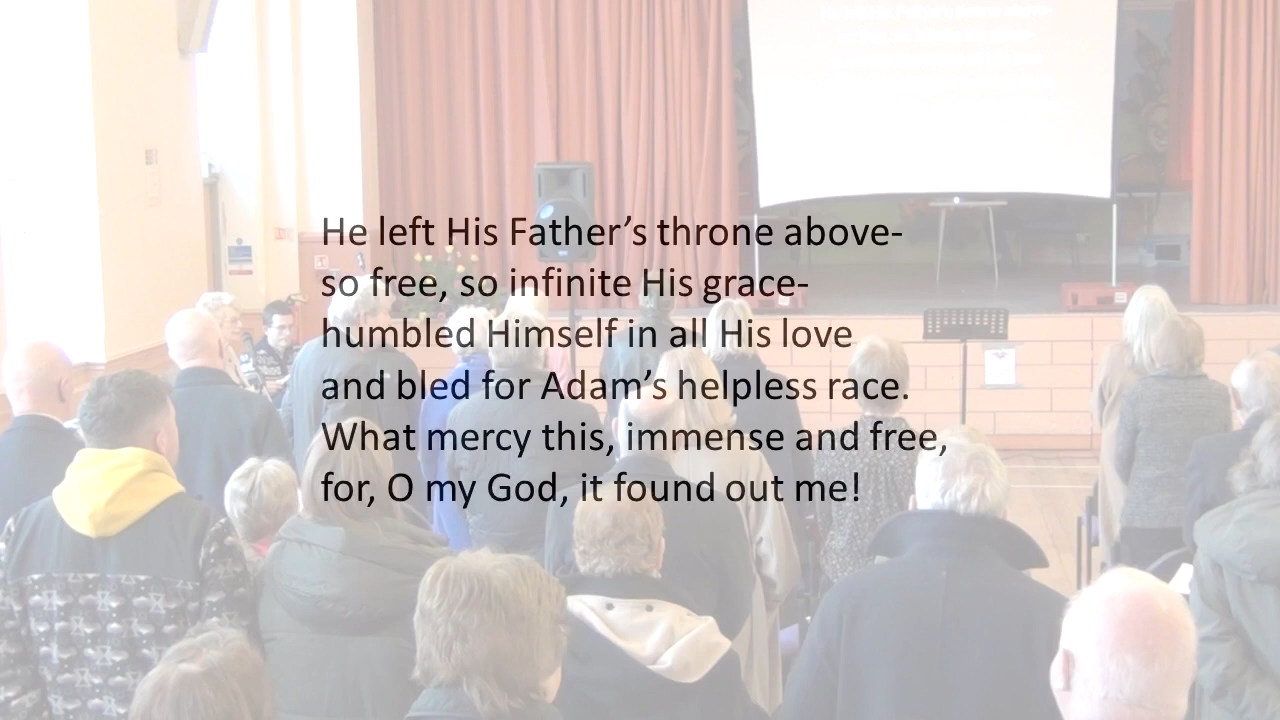 He left His Father’s throne above-
so free, so infinite His grace-
humbled Himself in all His love
and bled for Adam’s helpless race.
What mercy this, immense and free,
for, O my God, it found out me!